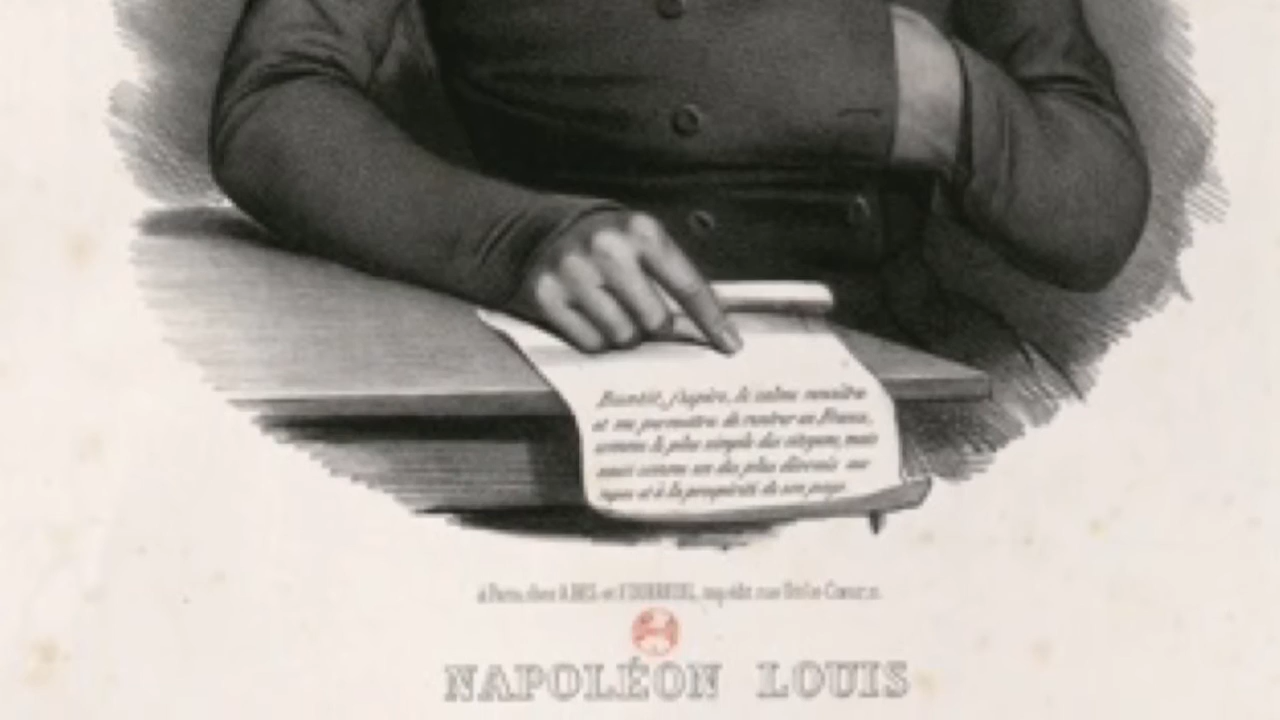 Bientôt, j'espère, le calme renaîtra
et me permettra de rentrer en France,
comme le plus simple des citoyens, mais
aussi comme un des plus dévoués au
repos et à la prospérité de son pays
à Paris, chez
NAPOLÉON LOUIS